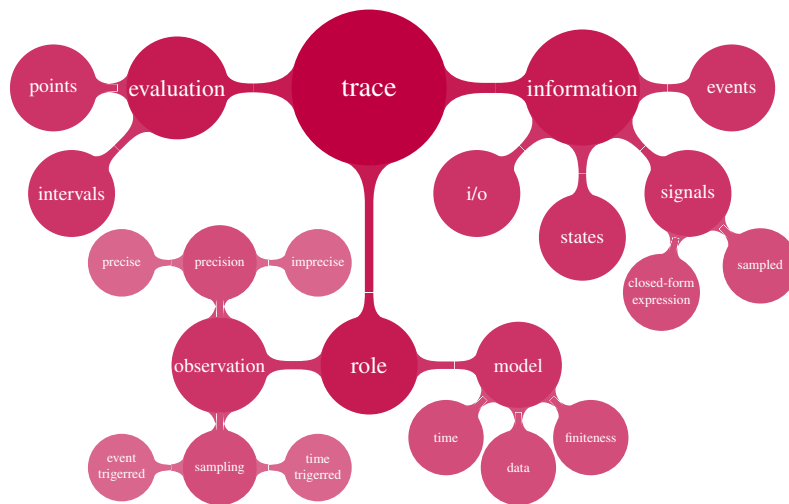 trace
evaluation
points
intervals
information
events
i/o
states
signals
closed-form
expression
sampled
role
observation
precision
precise
imprecise
sampling
event
trigerred
time
trigerred
model
time
data
finiteness